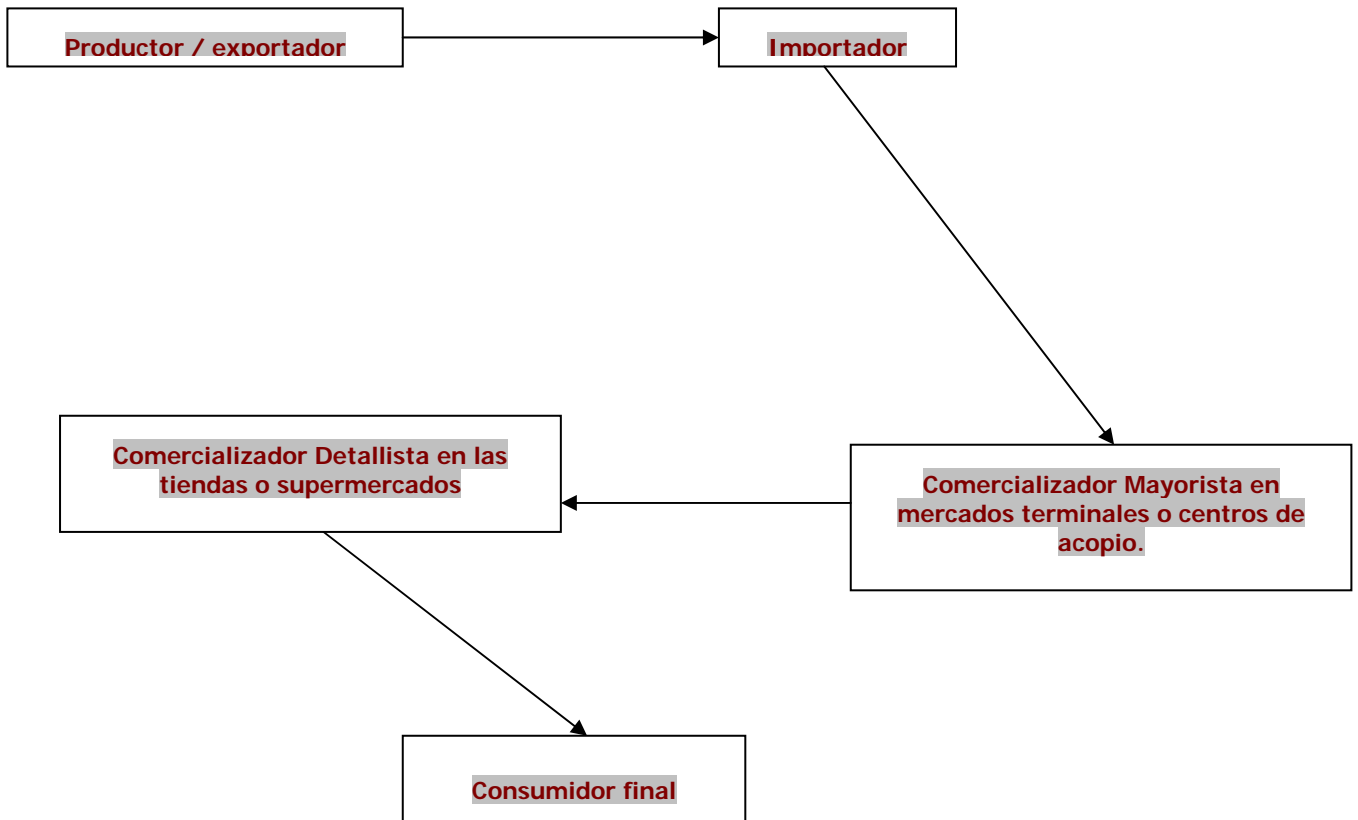 Productor / exportador
Importador
Comercializador Detallista en las
tiendas o supermercados
Comercializador Mayorista en
mercados terminales o centros de
acopio.
Consumidor final